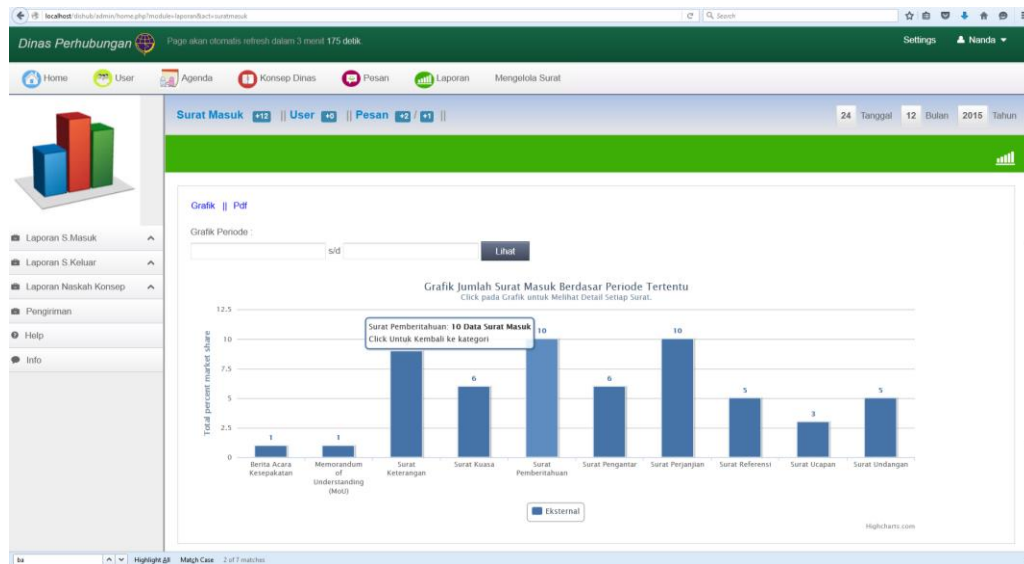 localhost/dishub/admin/home.php?module=laporan&act=suratmasuk
Search
Dinas Perhubungan
Page akan otomatis refresh dalam 3 menit 175 detik.
Settings
Nanda
Home
User
Agenda
Konsep Dinas
Pesan
Laporan
Mengelola Surat
Surat Masuk +12 || User +0 || Pesan +2 / +1 ||
24 Tanggal 12 Bulan 2015 Tahun
Laporan S.Masuk
Laporan S.Keluar
Laporan Naskah Konsep
Pengiriman
Help
Info
Grafik || Pdf
Grafik Periode :
s/d
Lihat
Grafik Jumlah Surat Masuk Berdasar Periode Tertentu
Click pada Grafik untuk Melihat Detail Setiap Surat.
Total percent market share
12.5
10
7.5
5
2.5
0
Surat Pemberitahuan: 10 Data Surat Masuk
Click Untuk Kembali ke kategori
1
1
6
10
6
10
5
3
5
Berita Acara
Kesepakatan
Memorandum
of
Understanding
(MoU)
Surat
Keterangan
Surat Kuasa
Surat
Pemberitahuan
Surat Pengantar
Surat Perjanjian
Surat Referensi
Surat Ucapan
Surat Undangan
Eksternal
Highcharts.com
ba
Highlight All
Match Case
2 of 7 matches